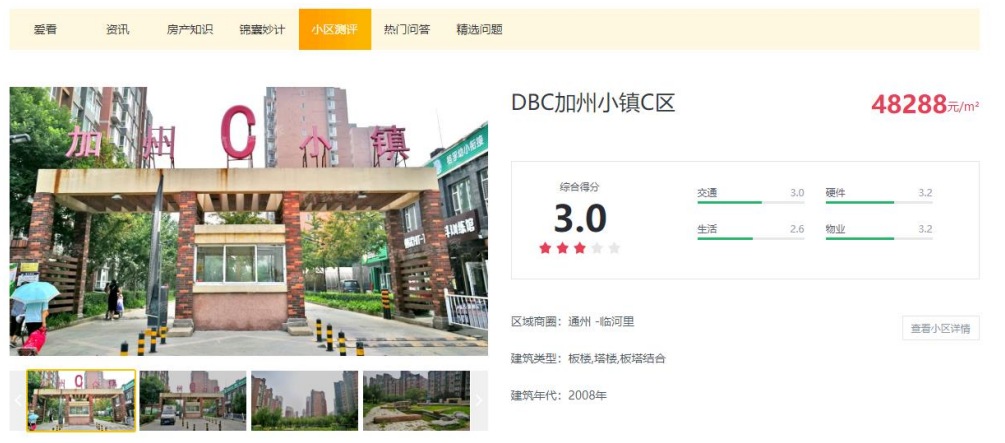 爱看 资讯 房产知识 锦囊妙计 小区测评 热门问答 精选问题
DBC加州小镇C区
48288元/m²
加州C小镇
综合得分
3.0
交通 3.0 硬件 3.2
生活 2.6 物业 3.2
区域商圈：通州 -临河里
查看小区详情
建筑类型：板楼,塔楼,板塔结合
建筑年代：2008年